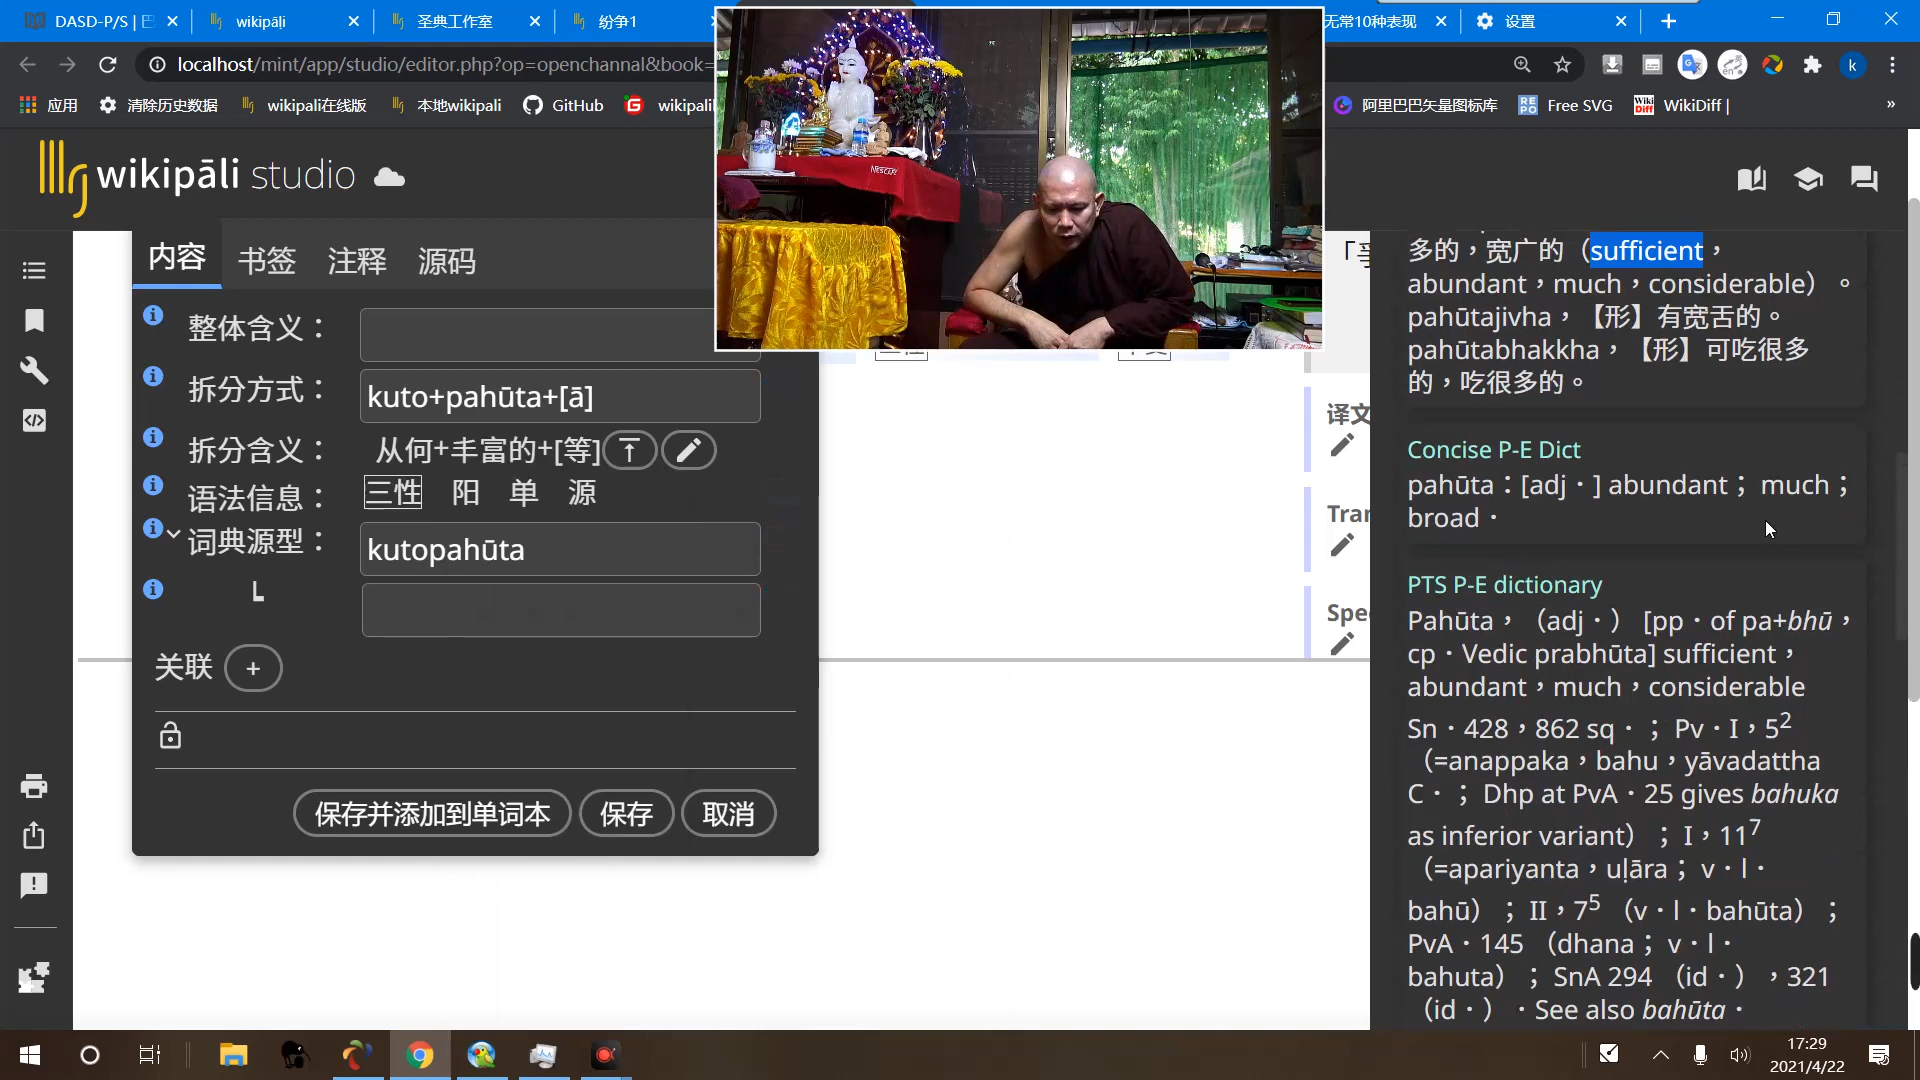 DASD-P/S | 巴
wikipāli
圣典工作室
纷争1
无常10种表现
设置
localhost/mint/app/studio/editor.php?op=openchannal&book=
k
应用
清除历史数据
wikipali在线版
本地wikipali
GitHub
wikipali
阿里巴巴矢量图标库
Free SVG
WikiDiff |
»
wikipāli studio
内容
书签
注释
源码
整体含义：
拆分方式：
kuto+pahūta+[ā]
拆分含义：
从何+丰富的+[等]
语法信息：
三性 阳 单 源
词典源型：
kutopahūta
关联
+
保存并添加到单词本
保存
取消
NESCAFÉ
译文
Tran
Spe
多的，宽广的（sufficient，
abundant，much，considerable）。
pahūtajivha，【形】有宽舌的。
pahūtabhakkha，【形】可吃很多
的，吃很多的。
Concise P-E Dict
pahūta：[adj・] abundant； much；
broad・
PTS P-E dictionary
Pahūta，（adj・） [pp・of pa+bhū，
cp・Vedic prabhūta] sufficient，
abundant，much，considerable
Sn・428，862 sq・； Pv・I，5²
（=anappaka，bahu，yāvadattha
C・； Dhp at PvA・25 gives bahuka
as inferior variant）； I，11⁷
（=apariyanta，uḷāra； v・l・
bahū）； II，7⁵ （v・l・bahūta）；
PvA・145 （dhana； v・l・
bahuta）； SnA 294 （id・），321
（id・）・See also bahūta・
17:29
2021/4/22